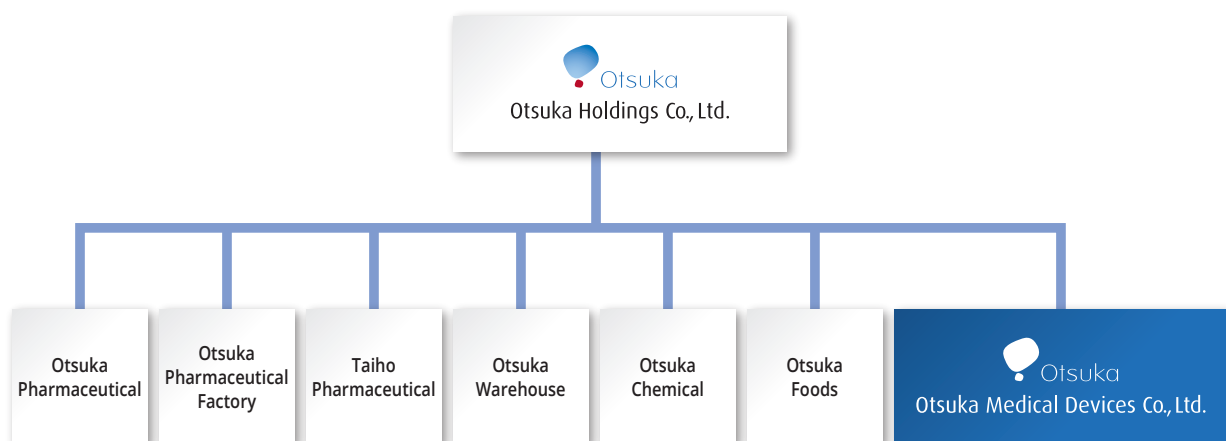 Otsuka
Otsuka Holdings Co., Ltd.
Otsuka
Pharmaceutical
Otsuka
Pharmaceutical
Factory
Taiho
Pharmaceutical
Otsuka
Warehouse
Otsuka
Chemical
Otsuka
Foods
Otsuka
Otsuka Medical Devices Co., Ltd.